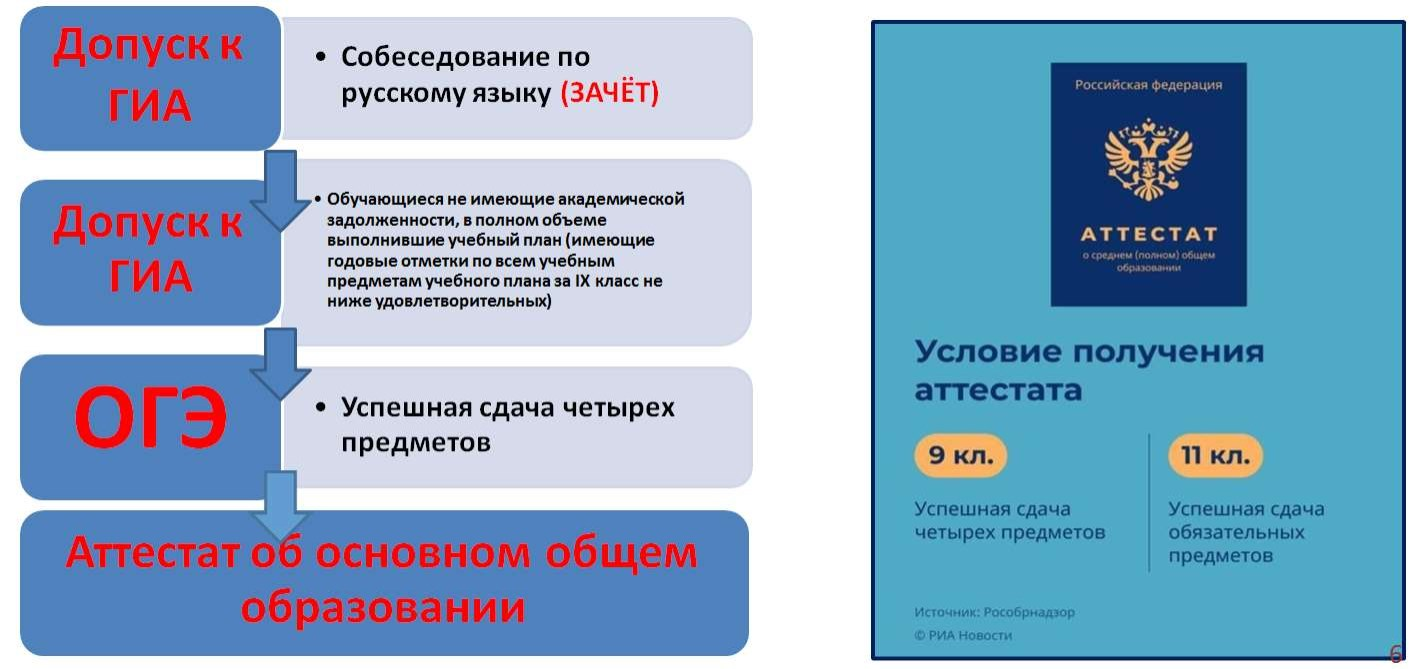 Допуск к
ГИА
• Собеседование по
русскому языку (ЗАЧЁТ)
Допуск к
ГИА
• Обучающиеся не имеющие академической
задолженности, в полном объеме
выполнившие учебный план (имеющие
годовые отметки по всем учебным
предметам учебного плана за IX класс не
ниже удовлетворительных)
ОГЭ
• Успешная сдача четырех
предметов
Аттестат об основном общем
образовании
Российская федерация
АТТЕСТАТ
о среднем (полном) общем
образовании
Условие получения
аттестата
9 кл.
Успешная сдача
четырех предметов
11 кл.
Успешная сдача
обязательных
предметов
Источник: Рособрнадзор
© РИА Новости
6